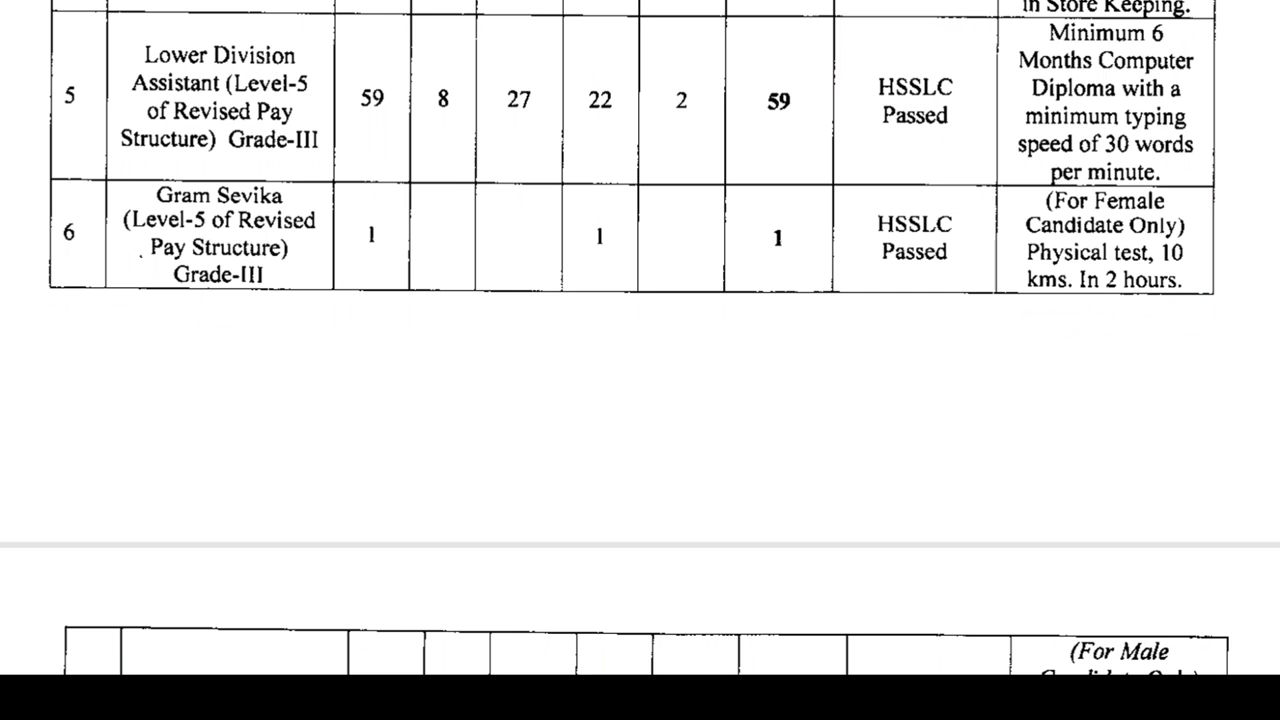 in Store Keeping.
5
Lower Division
Assistant (Level-5
of Revised Pay
Structure) Grade-III
59
8
27
22
2
59
HSSLC
Passed
Minimum 6
Months Computer
Diploma with a
minimum typing
speed of 30 words
per minute.
6
Gram Sevika
(Level-5 of Revised
Pay Structure)
Grade-III
1
1
1
HSSLC
Passed
(For Female
Candidate Only)
Physical test, 10
kms. In 2 hours.
(For Male
Candidate Only)